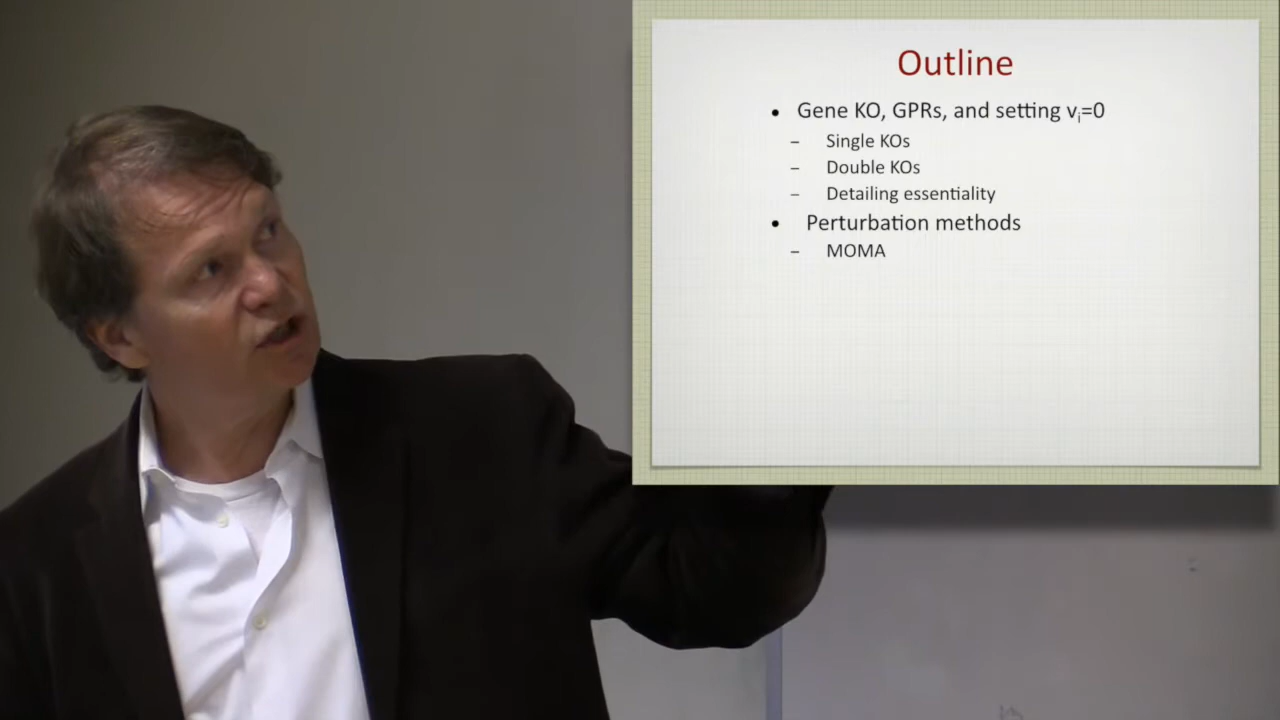 Outline
• Gene KO, GPRs, and setting vᵢ=0
– Single KOs
– Double KOs
– Detailing essentiality
• Perturbation methods
– MOMA